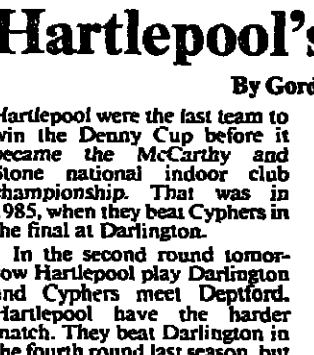 Hartlepool's
By Gord
Hartlepool were the last team to
win the Denny Cup before it
became the McCarthy and
Stone national indoor club
championship. That was in
1985, when they beat Cyphers in
the final at Darlington.
In the second round tomor-
row Hartlepool play Darlington
and Cyphers meet Deptford.
Hartlepool have the harder
match. They beat Darlington in
the fourth round last season, but